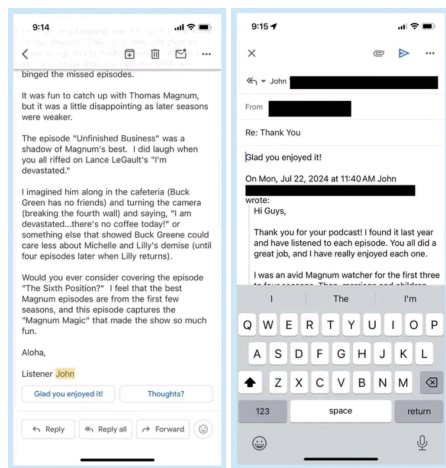 9:14
binged the missed episodes.
It was fun to catch up with Thomas Magnum,
but it was a little disappointing as later seasons
were weaker.
The episode "Unfinished Business" was a
shadow of Magnum's best. I did laugh when
you all riffed on Lance LeGault's "I'm
devastated."
I imagined him along in the cafeteria (Buck
Green has no friends) and turning the camera
(breaking the fourth wall) and saying, "I am
devastated...there's no coffee today!" or
something else that showed Buck Greene could
care less about Michelle and Lilly's demise (until
four episodes later when Lilly returns).
Would you ever consider covering the episode
"The Sixth Position?" I feel that the best
Magnum episodes are from the first few
seasons, and this episode captures the
"Magnum Magic" that made the show so much
fun.
Aloha,
Listener John
Glad you enjoyed it!
Thoughts?
Reply
Reply all
Forward
9:15
John
From
Re: Thank You
Glad you enjoyed it!
On Mon, Jul 22, 2024 at 11:40 AM John
wrote:
Hi Guys,
Thank you for your podcast! I found it last year
and have listened to each episode. You all did a
great job, and I have really enjoyed each one.
I was an avid Magnum watcher for the first three
I The I'm
Q W E R T Y U I O P
A S D F G H J K L
Z X C V B N M
123 space return